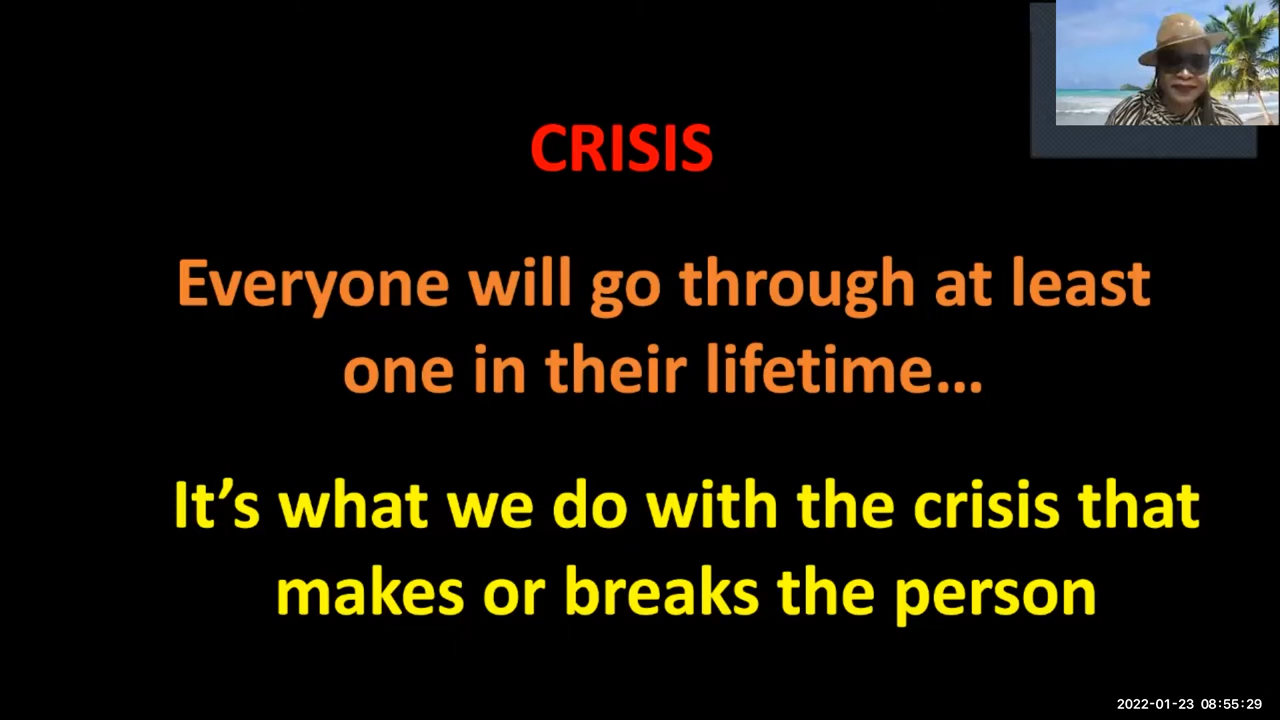 CRISIS
Everyone will go through at least
one in their lifetime…
It’s what we do with the crisis that
makes or breaks the person
2022-01-23 08:55:29